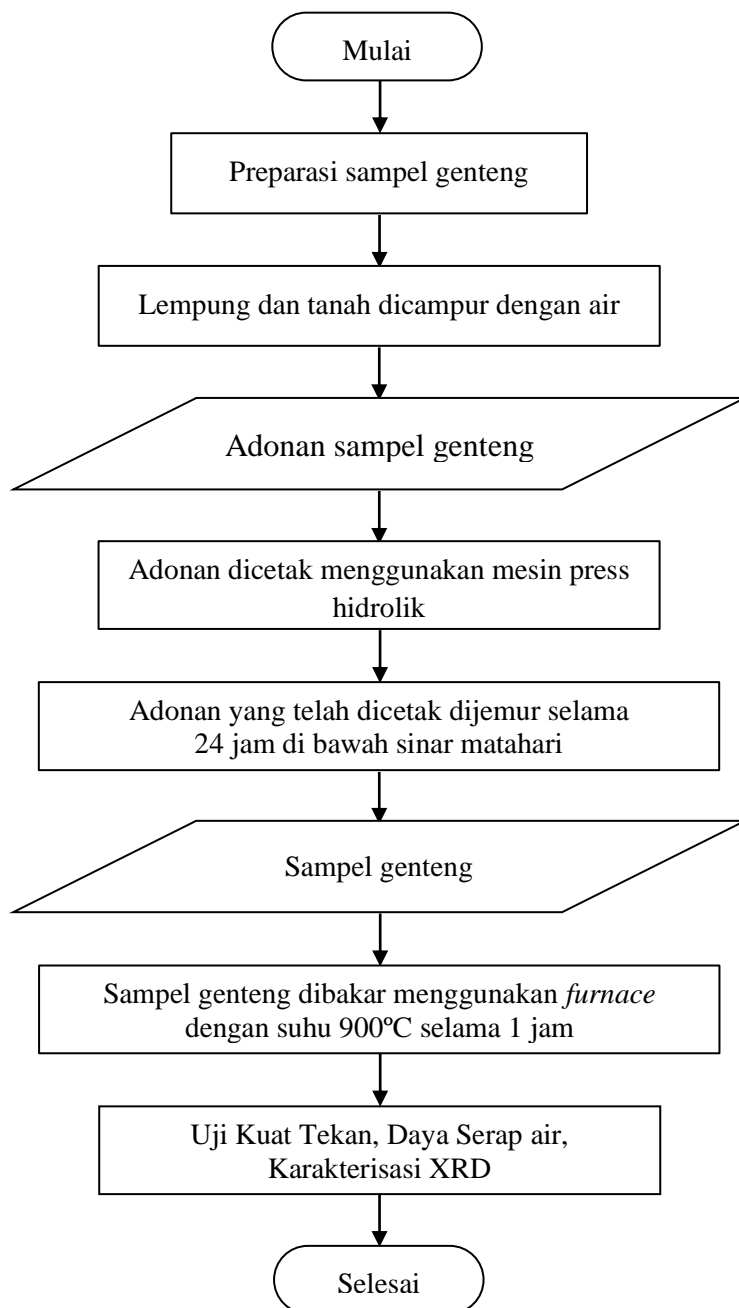 Mulai
Preparasi sampel genteng
Lempung dan tanah dicampur dengan air
Adonan sampel genteng
Adonan dicetak menggunakan mesin press
hidrolik
Adonan yang telah dicetak dijemur selama
24 jam di bawah sinar matahari
Sampel genteng
Sampel genteng dibakar menggunakan furnace
dengan suhu 900ºC selama 1 jam
Uji Kuat Tekan, Daya Serap air,
Karakterisasi XRD
Selesai